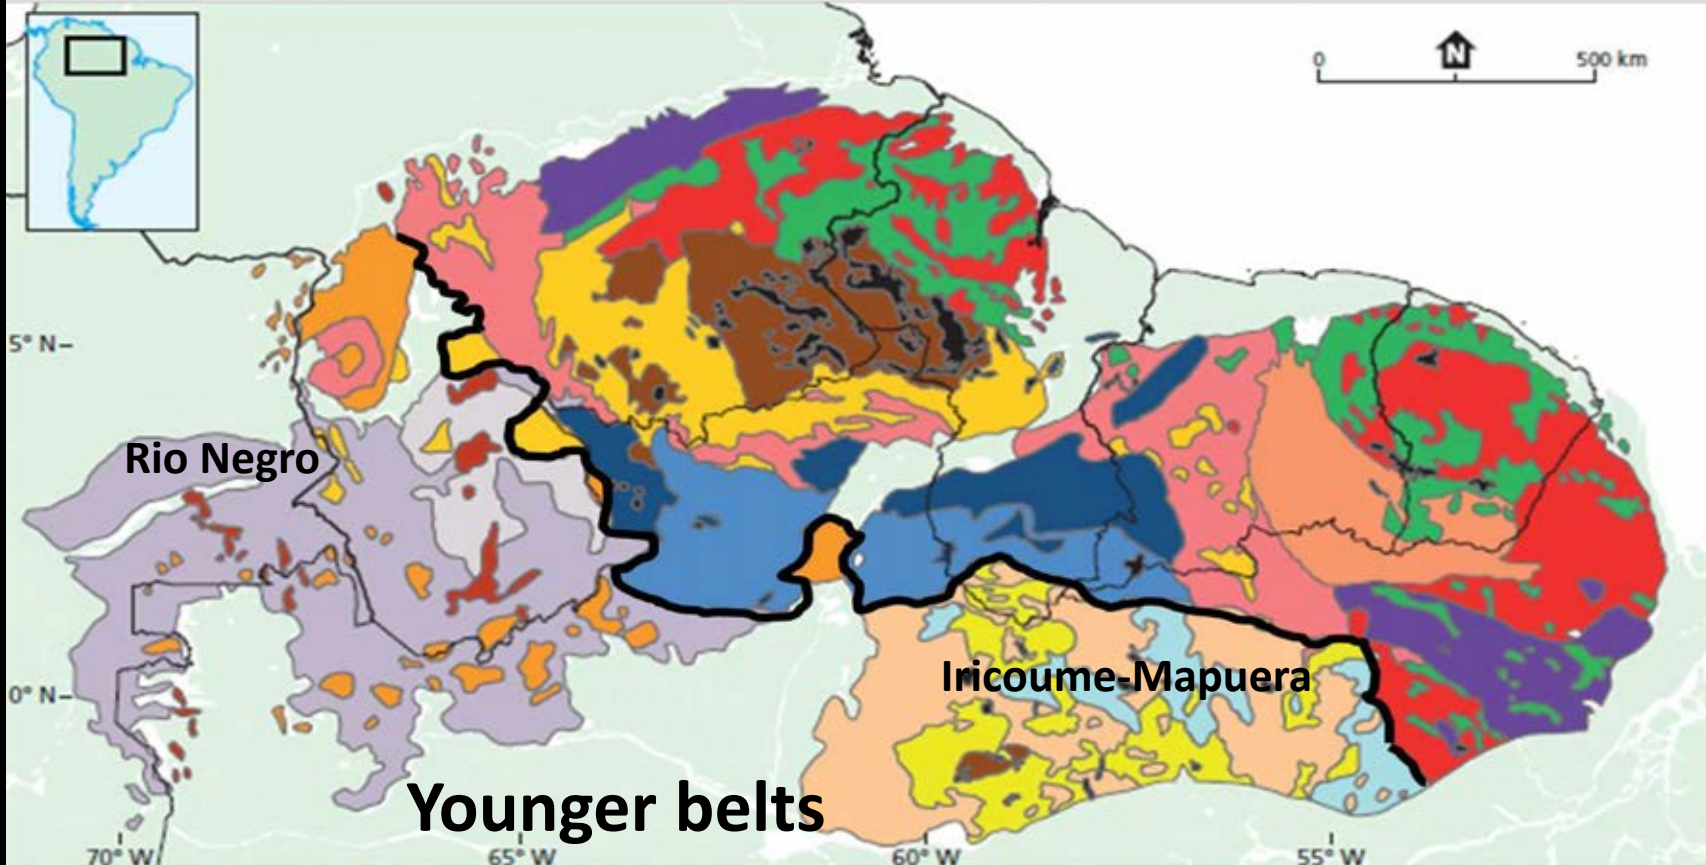 0
N
500 km
5° N
Rio Negro
0° N
Iricoume-Mapuera
Younger belts
70° W
65° W
60° W
55° W